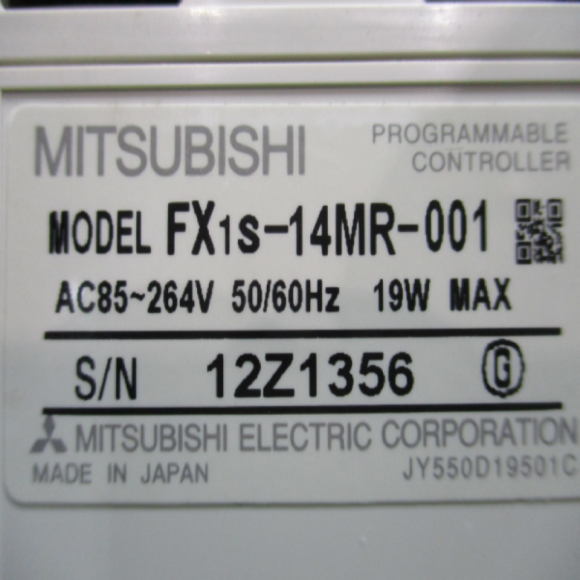 MITSUBISHI PROGRAMMABLE CONTROLLER
MODEL FX1s-14MR-001
AC85~264V 50/60Hz 19W MAX
S/N 12Z1356 G
MITSUBISHI ELECTRIC CORPORATION
MADE IN JAPAN JY550D19501C